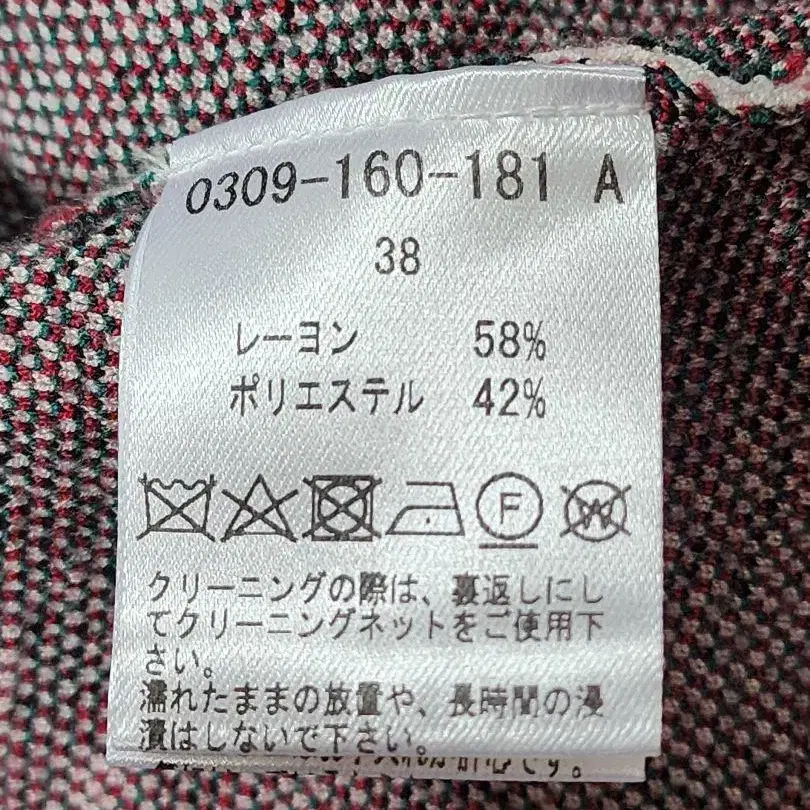 0309-160-181 A
38
レーヨン 58%
ポリエステル 42%
F W
クリーニングの際は、裏返しにし
てクリーニングネットをご使用下
さい。
濡れたままの放置や、長時間の浸
漬はしないで下さい。
です。